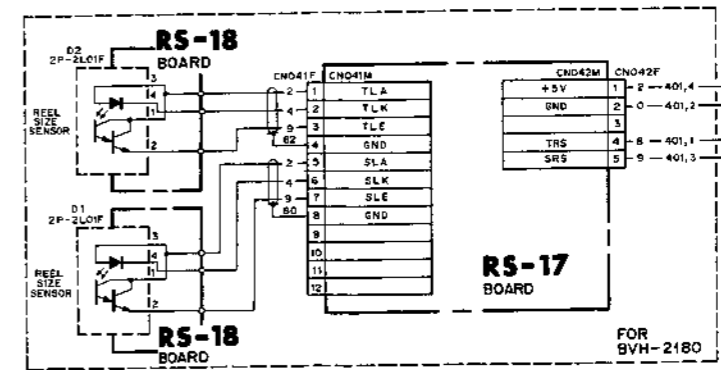 RS-18
BOARD
D2
2P-2L01F
3
4
1
2
REEL
SIZE
SENSOR
CN041F CN041M
2 1 TLA
4 2 TLK
9 3 TLE
62 4 GND
2 5 SLA
4 6 SLK
9 7 SLE
60 8 GND
9
10
11
12
CN042M CN042F
+5V 1 2 401,4
GND 2 0 401,2
3
TRS 4 8 401,1
SRS 5 9 401,3
D1
2P-2L01F
3
4
1
2
REEL
SIZE
SENSOR
RS-18
BOARD
RS-17
BOARD
FOR
BVH-2180